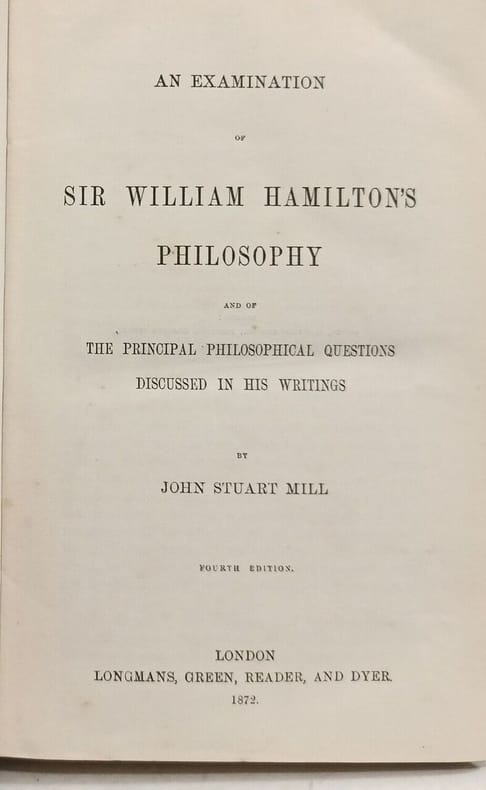 AN EXAMINATION
OF
SIR WILLIAM HAMILTON'S
PHILOSOPHY
AND OF
THE PRINCIPAL PHILOSOPHICAL QUESTIONS
DISCUSSED IN HIS WRITINGS
BY
JOHN STUART MILL
FOURTH EDITION.
LONDON
LONGMANS, GREEN, READER, AND DYER.
1872.